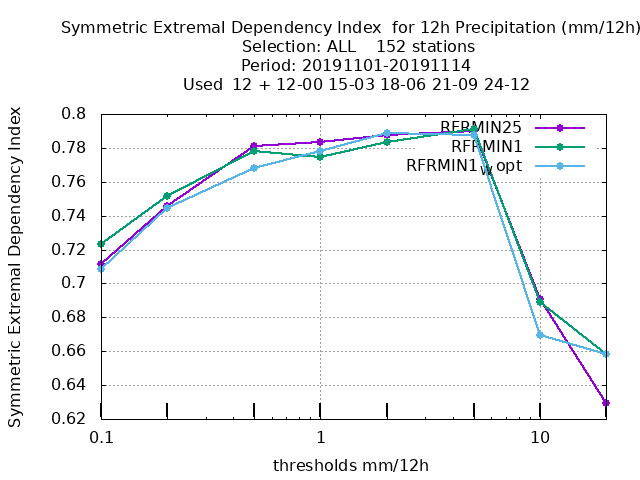 Symmetric Extremal Dependency Index  for 12h Precipitation (mm/12h)
Selection: ALL    152 stations
Period: 20191101-20191114
Used  12 + 12-00 15-03 18-06 21-09 24-12
Symmetric Extremal Dependency Index
0.8
0.78
0.76
0.74
0.72
0.7
0.68
0.66
0.64
0.62
RFRMIN25
RFRMIN1
RFRMIN1wopt
0.1
1
10
thresholds mm/12h